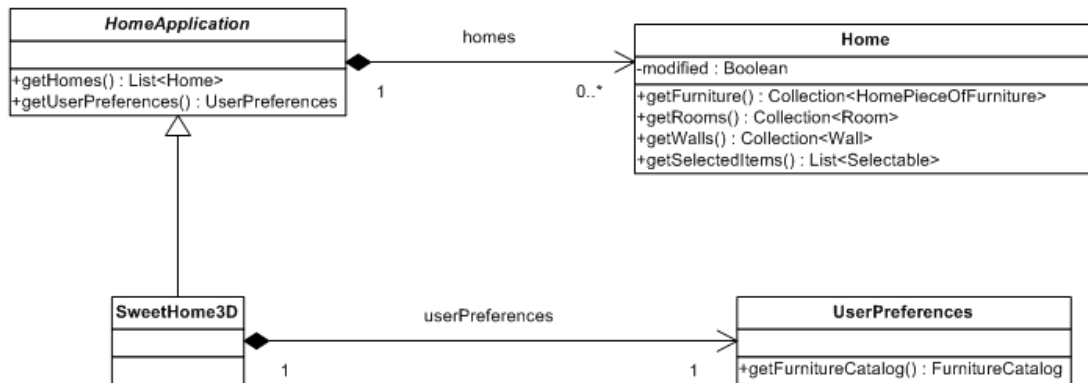 HomeApplication
+getHomes() : List<Home>
+getUserPreferences() : UserPreferences
homes
1
0..*
Home
-modified : Boolean
+getFurniture() : Collection<HomePieceOfFurniture>
+getRooms() : Collection<Room>
+getWalls() : Collection<Wall>
+getSelectedItems() : List<Selectable>
SweetHome3D
userPreferences
1
1
UserPreferences
+getFurnitureCatalog() : FurnitureCatalog